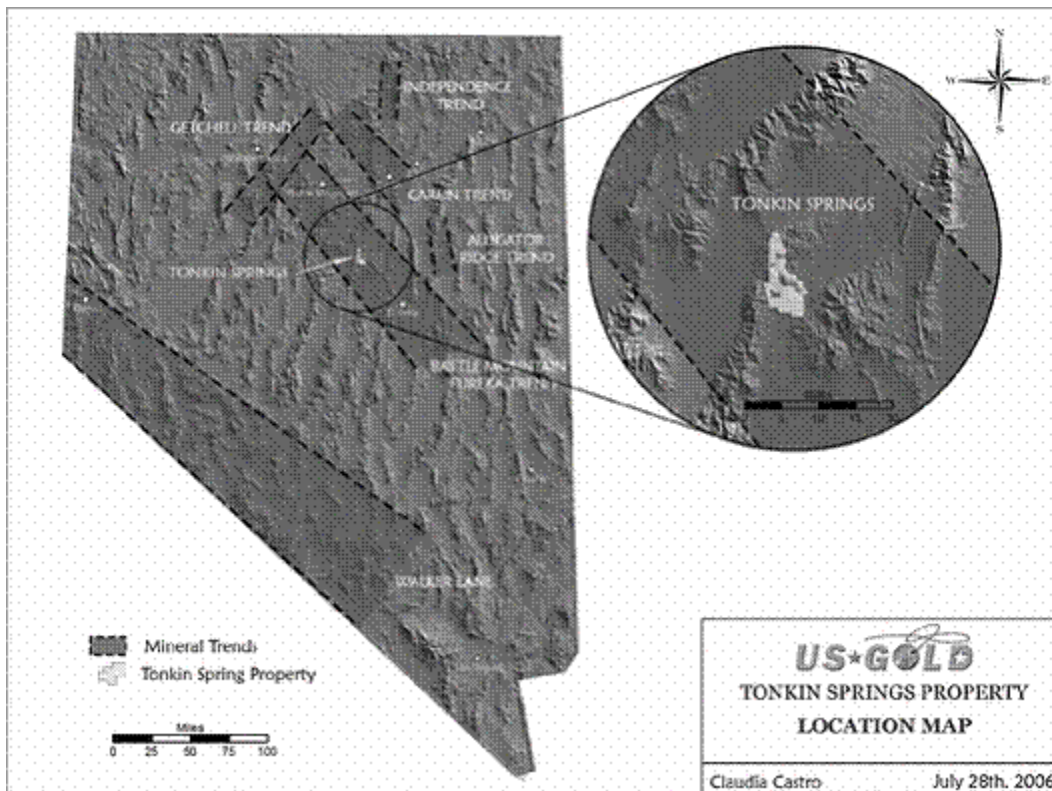 N
W E
S
INDEPENDENCE
TREND
GETCHELL TREND
CARLIN TREND
TONKIN SPRINGS
ALLIGATOR
RIDGE TREND
TONKIN SPRINGS
BATTLE MOUNTAIN
EUREKA TREND
WALKER LANE
Mineral Trends
Tonkin Spring Property
Miles
0 25 50 75 100
US GOLD
TONKIN SPRINGS PROPERTY
LOCATION MAP
Claudia Castro July 28th, 2006